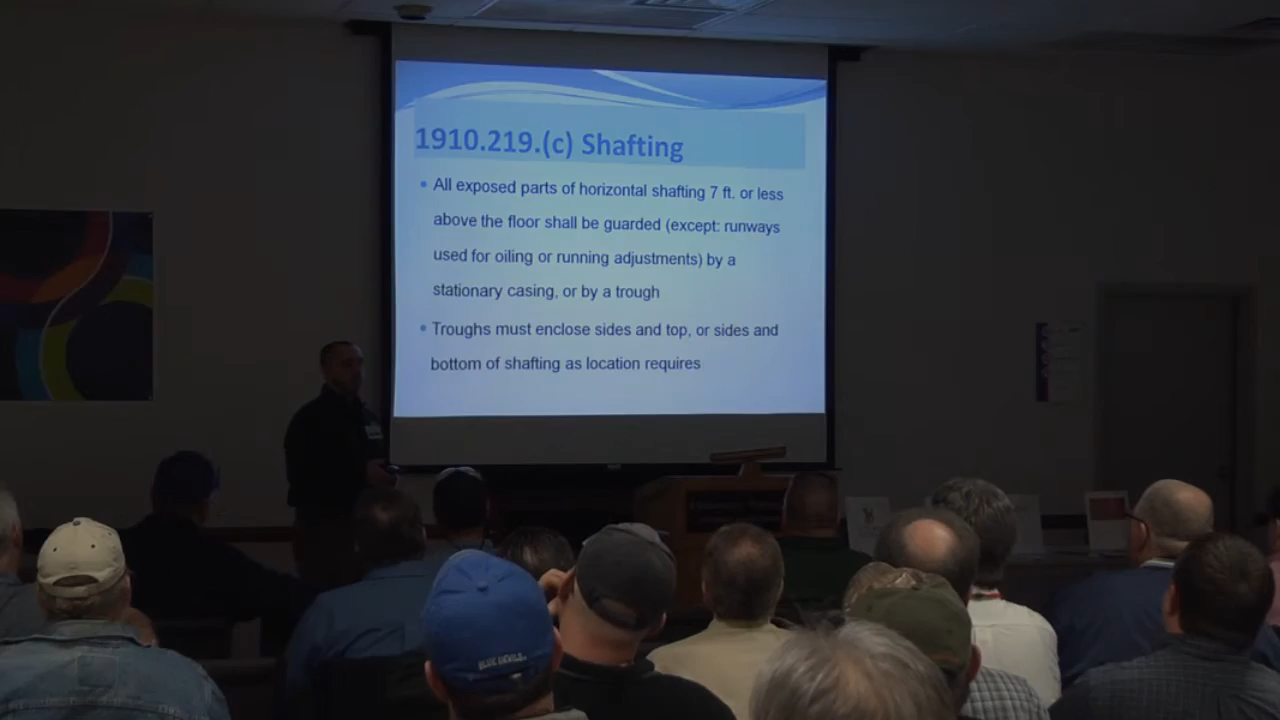 1910.219.(c) Shafting
• All exposed parts of horizontal shafting 7 ft. or less
above the floor shall be guarded (except: runways
used for oiling or running adjustments) by a
stationary casing, or by a trough
• Troughs must enclose sides and top, or sides and
bottom of shafting as location requires
BLUE DEVILS